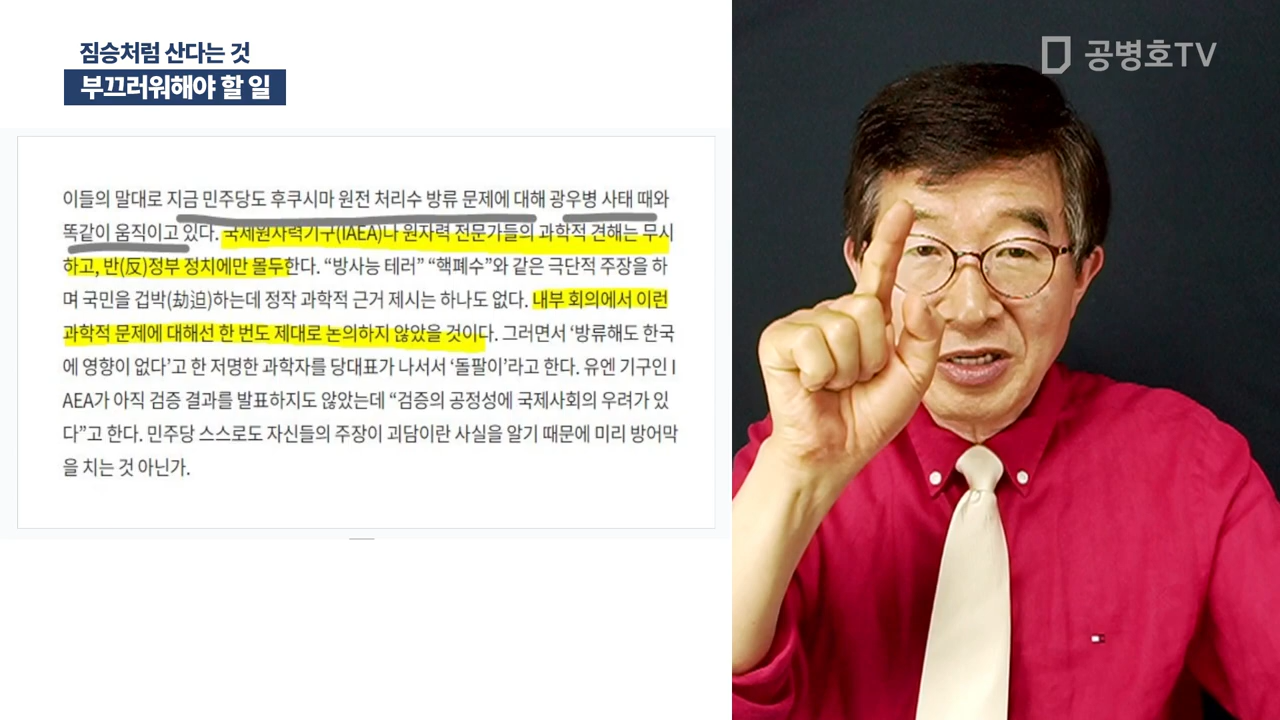 짐승처럼 산다는 것
부끄러워해야 할 일
공병호TV
이들의 말대로 지금 민주당도 후쿠시마 원전 처리수 방류 문제에 대해 광우병 사태 때와
똑같이 움직이고 있다. 국제원자력기구(IAEA)나 원자력 전문가들의 과학적 견해는 무시
하고, 반(反)정부 정치에만 몰두한다. “방사능 테러” “핵폐수”와 같은 극단적 주장을 하
며 국민을 겁박(劫迫)하는데 정작 과학적 근거 제시는 하나도 없다. 내부 회의에서 이런
과학적 문제에 대해선 한 번도 제대로 논의하지 않았을 것이다. 그러면서 ‘방류해도 한국
에 영향이 없다’고 한 저명한 과학자를 당대표가 나서서 ‘돌팔이’라고 한다. 유엔 기구인 I
AEA가 아직 검증 결과를 발표하지도 않았는데 “검증의 공정성에 국제사회의 우려가 있
다”고 한다. 민주당 스스로도 자신들의 주장이 괴담이란 사실을 알기 때문에 미리 방어막
을 치는 것 아닌가.